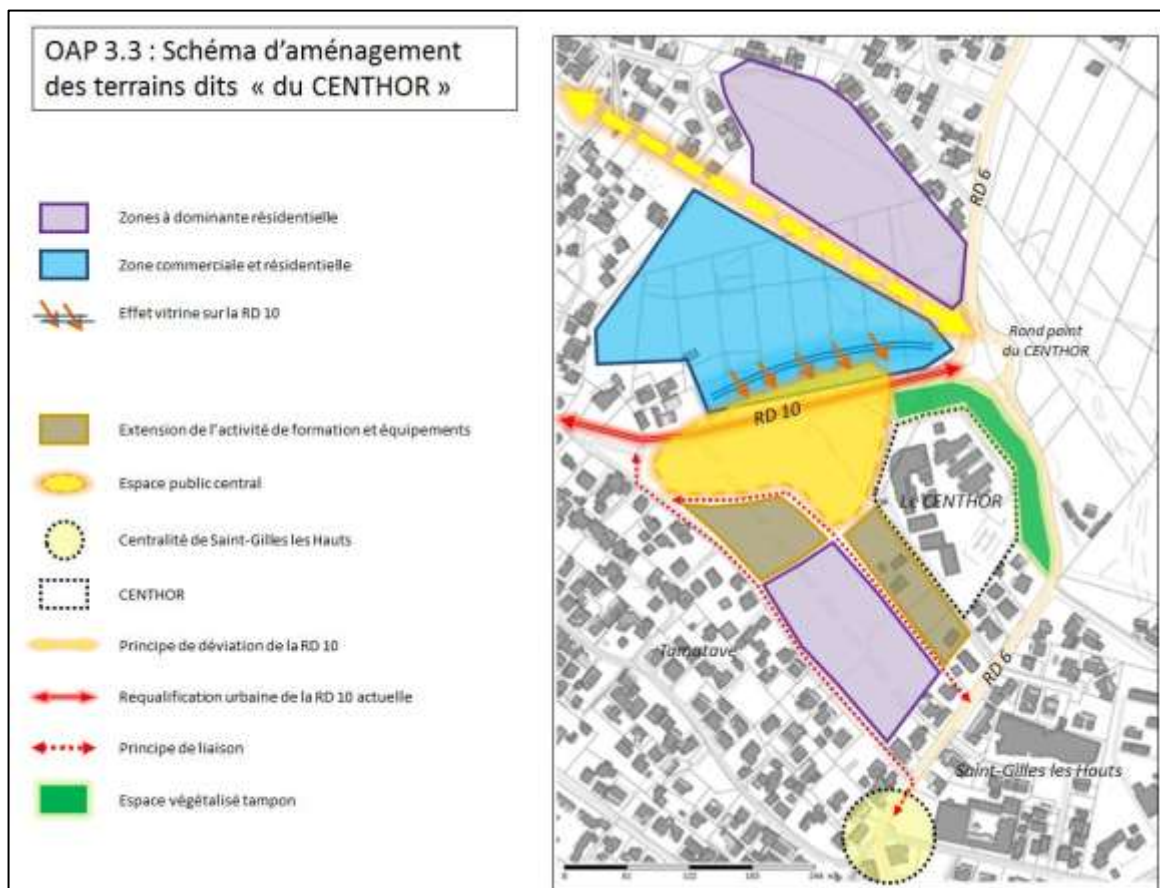 OAP 3.3 : Schéma d'aménagement
des terrains dits « du CENTHOR »
Zones à dominante résidentielle
Zone commerciale et résidentielle
Effet vitrine sur la RD 10
Extension de l'activité de formation et équipements
Espace public central
Centralité de Saint-Gilles les Hauts
CENTHOR
Principe de déviation de la RD 10
Requalification urbaine de la RD 10 actuelle
Principe de liaison
Espace végétalisé tampon
RD 6
Rond point
du CENTHOR
RD 10
Le CENTHOR
Tamatave
RD 6
Saint-Gilles les Hauts
0